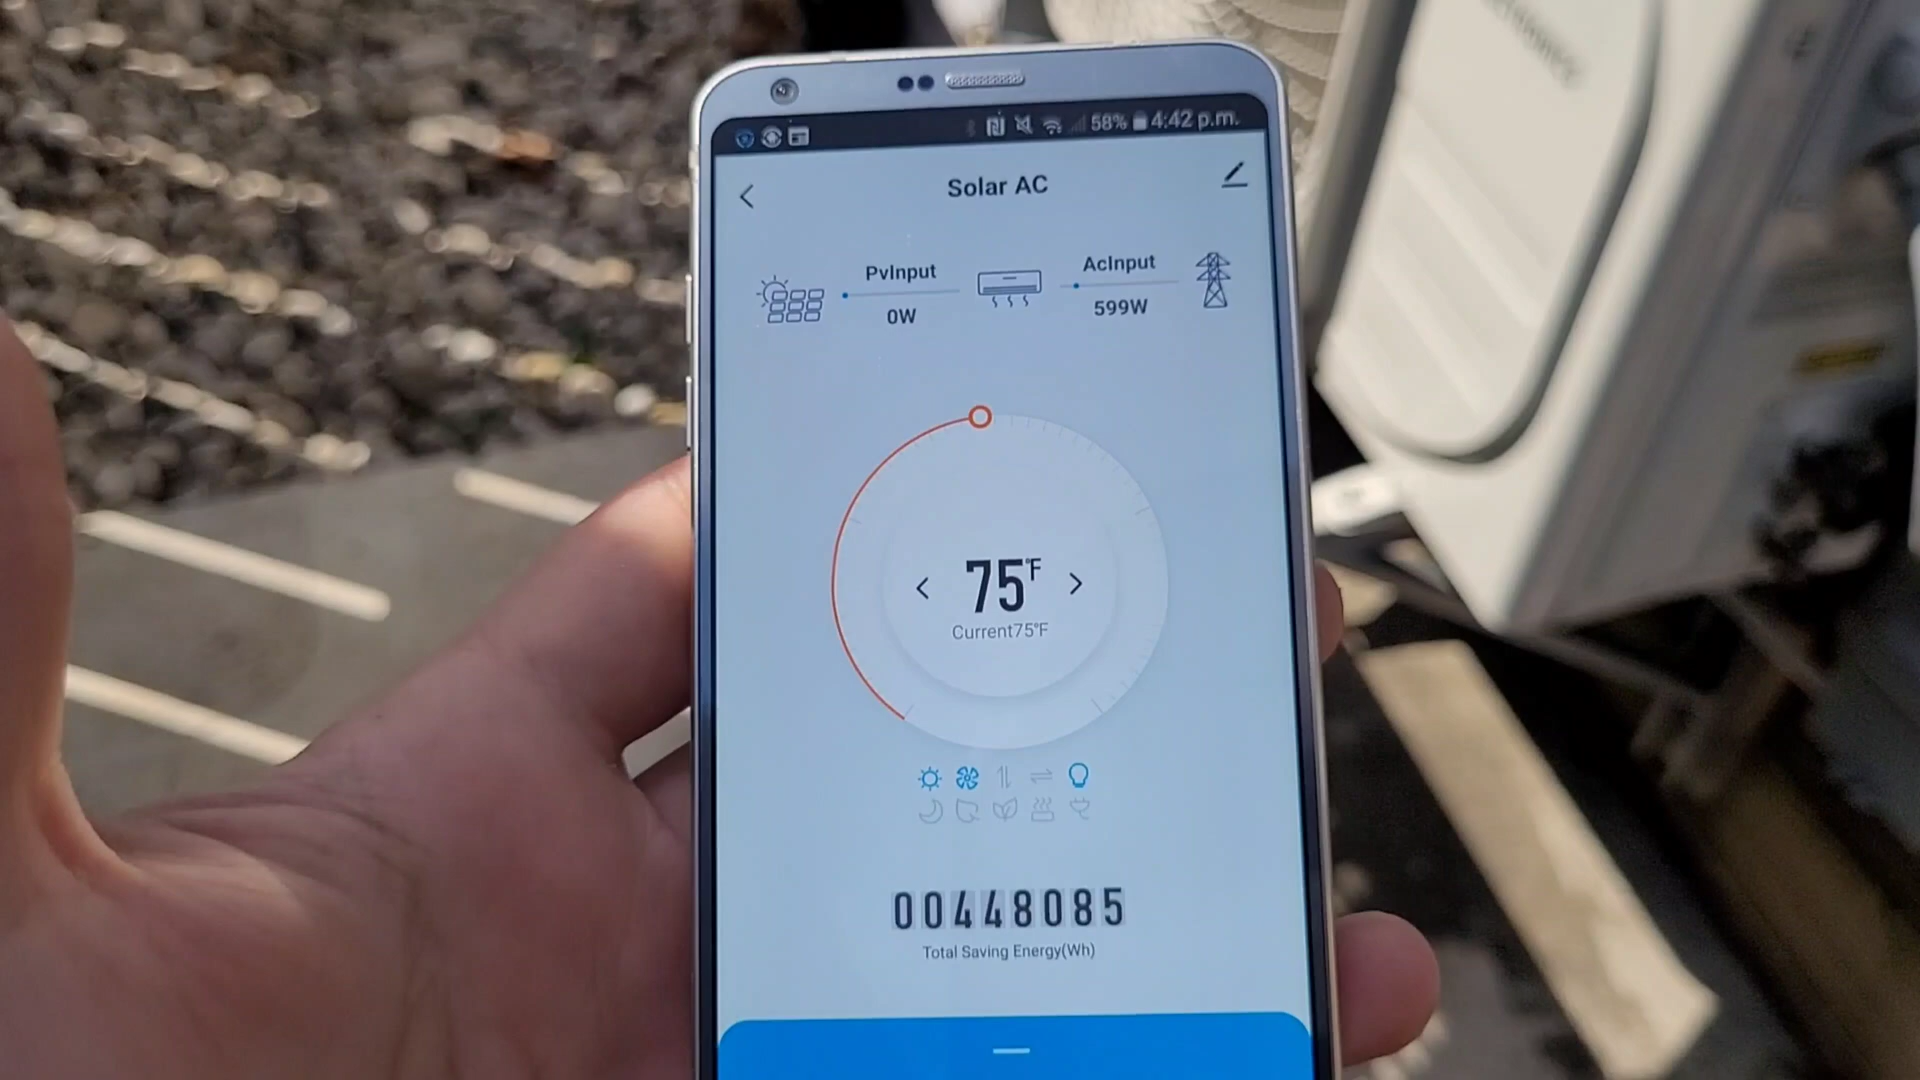 58% 4:42 p.m.
Solar AC
PvInput
0W
AcInput
599W
75°F
Current75°F
00448085
Total Saving Energy(Wh)